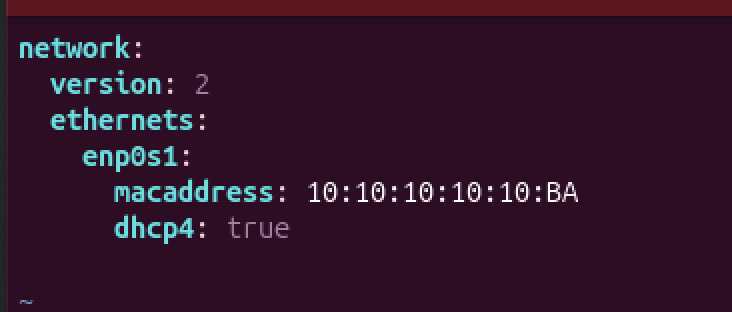 network:
  version: 2
  ethernets:
    enp0s1:
      macaddress: 10:10:10:10:10:BA
      dhcp4: true
~